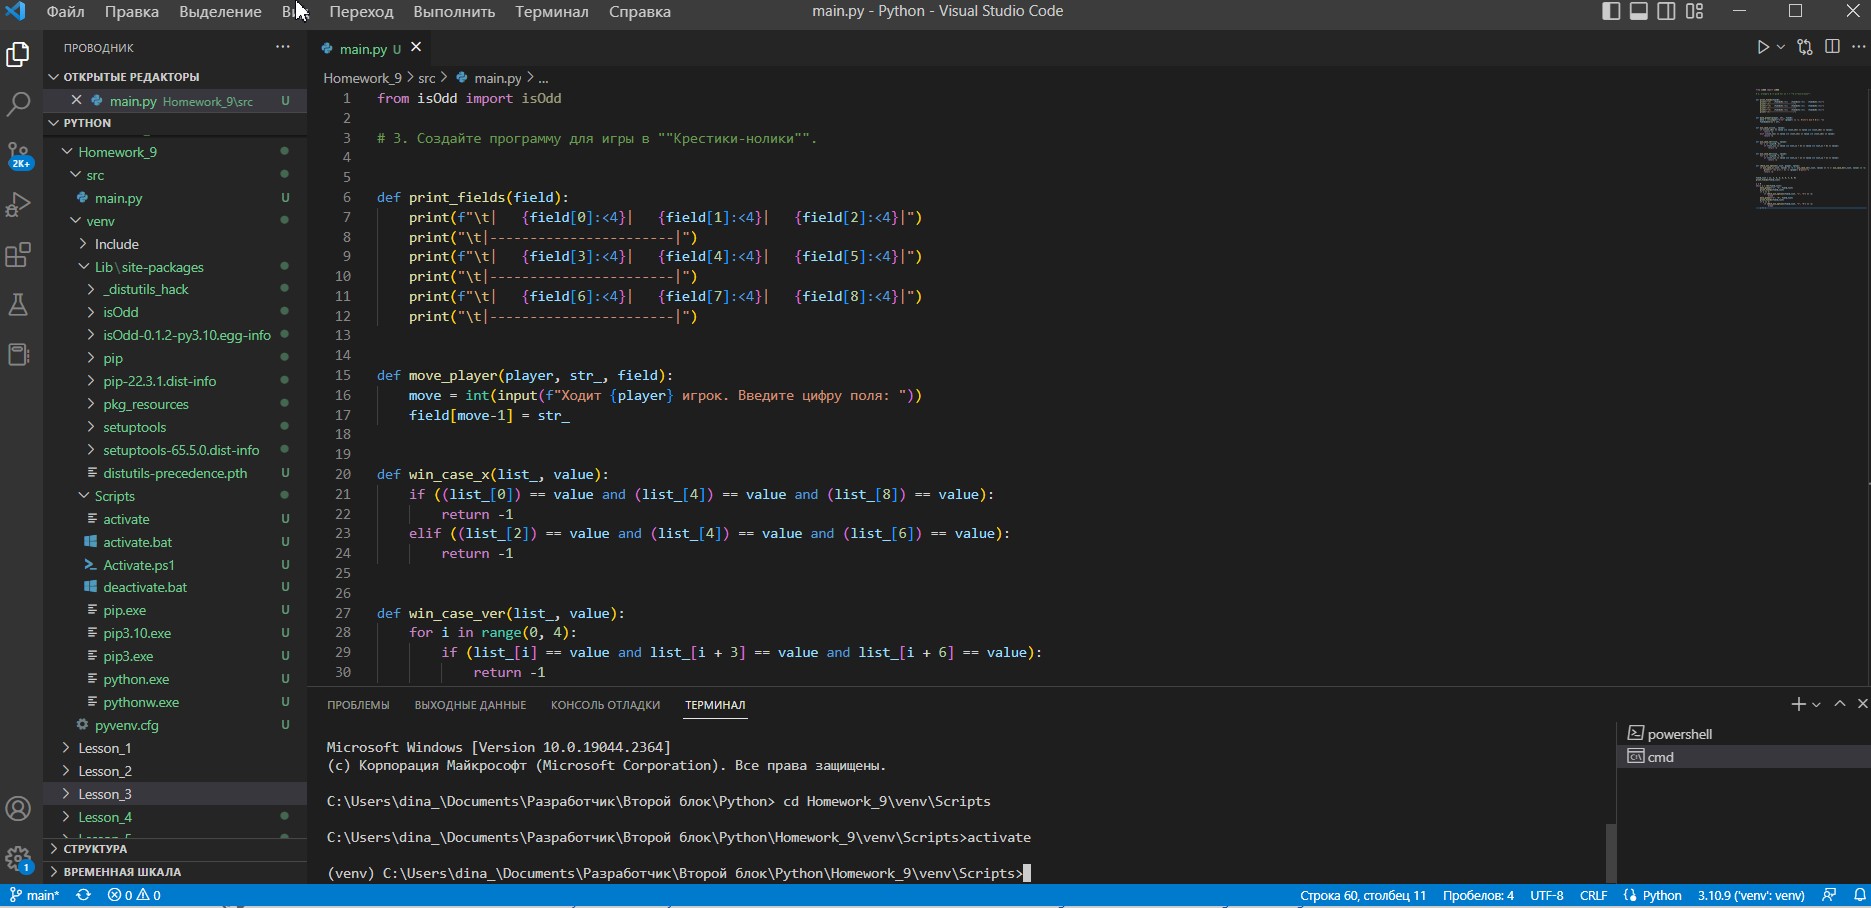 Файл Правка Выделение Ви Переход Выполнить Терминал Справка main.py - Python - Visual Studio Code
ПРОВОДНИК
ОТКРЫТЫЕ РЕДАКТОРЫ
main.py Homework_9\src U
PYTHON
Homework_9
src
main.py U
venv
Include
Lib\site-packages
_distutils_hack
isOdd
isOdd-0.1.2-py3.10.egg-info
pip
pip-22.3.1.dist-info
pkg_resources
setuptools
setuptools-65.5.0.dist-info
distutils-precedence.pth U
Scripts
activate U
activate.bat U
Activate.ps1 U
deactivate.bat U
pip.exe U
pip3.10.exe U
pip3.exe U
python.exe U
pythonw.exe U
pyvenv.cfg U
Lesson_1
Lesson_2
Lesson_3
Lesson_4
СТРУКТУРА
ВРЕМЕННАЯ ШКАЛА
2K+
1
main.py U
Homework_9 > src > main.py > ...
1 from isOdd import isOdd
2
3 # 3. Создайте программу для игры в ""Крестики-нолики"".
4
5
6 def print_fields(field):
7     print(f"\t|   {field[0]:<4}|   {field[1]:<4}|   {field[2]:<4}|")
8     print("\t|-----------------------|")
9     print(f"\t|   {field[3]:<4}|   {field[4]:<4}|   {field[5]:<4}|")
10     print("\t|-----------------------|")
11     print(f"\t|   {field[6]:<4}|   {field[7]:<4}|   {field[8]:<4}|")
12     print("\t|-----------------------|")
13
14
15 def move_player(player, str_, field):
16     move = int(input(f"Ходит {player} игрок. Введите цифру поля: "))
17     field[move-1] = str_
18
19
20 def win_case_x(list_, value):
21     if ((list_[0]) == value and (list_[4]) == value and (list_[8]) == value):
22         return -1
23     elif ((list_[2]) == value and (list_[4]) == value and (list_[6]) == value):
24         return -1
25
26
27 def win_case_ver(list_, value):
28     for i in range(0, 4):
29         if (list_[i] == value and list_[i + 3] == value and list_[i + 6] == value):
30             return -1
ПРОБЛЕМЫ ВЫХОДНЫЕ ДАННЫЕ КОНСОЛЬ ОТЛАДКИ ТЕРМИНАЛ
Microsoft Windows [Version 10.0.19044.2364]
(c) Корпорация Майкрософт (Microsoft Corporation). Все права защищены.
C:\Users\dina_\Documents\Разработчик\Второй блок\Python> cd Homework_9\venv\Scripts
C:\Users\dina_\Documents\Разработчик\Второй блок\Python\Homework_9\venv\Scripts>activate
(venv) C:\Users\dina_\Documents\Разработчик\Второй блок\Python\Homework_9\venv\Scripts>
powershell
cmd
main* 0 0 Строка 60, столбец 11 Пробелов: 4 UTF-8 CRLF Python 3.10.9 ('venv': venv)